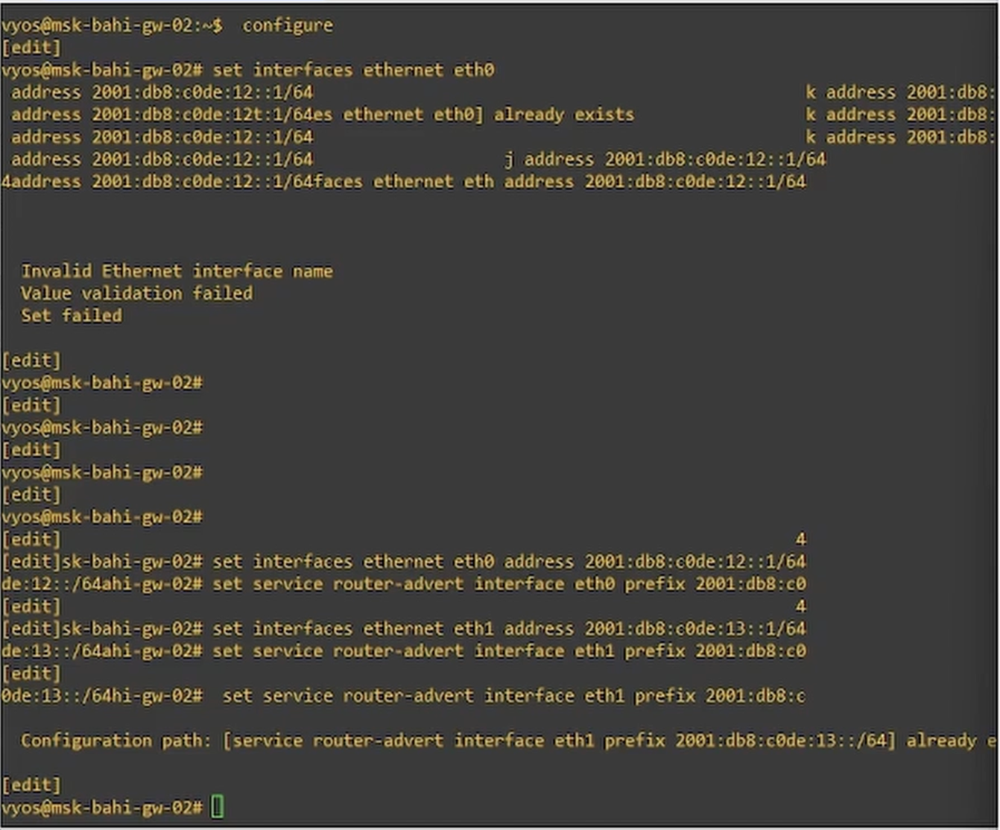 vyos@msk-bahi-gw-02:~$  configure
[edit]
vyos@msk-bahi-gw-02# set interfaces ethernet eth0
 address 2001:db8:c0de:12::1/64                                                 k address 2001:db8:
 address 2001:db8:c0de:12t:1/64es ethernet eth0] already exists                 k address 2001:db8:
 address 2001:db8:c0de:12::1/64                                                 k address 2001:db8:
 address 2001:db8:c0de:12::1/64                   j address 2001:db8:c0de:12::1/64
4address 2001:db8:c0de:12::1/64faces ethernet eth address 2001:db8:c0de:12::1/64
  Invalid Ethernet interface name
  Value validation failed
  Set failed
[edit]
vyos@msk-bahi-gw-02#
[edit]
vyos@msk-bahi-gw-02#
[edit]
vyos@msk-bahi-gw-02#
[edit]
vyos@msk-bahi-gw-02#
[edit]                                                                         4
[edit]sk-bahi-gw-02# set interfaces ethernet eth0 address 2001:db8:c0de:12::1/64
de:12::/64ahi-gw-02# set service router-advert interface eth0 prefix 2001:db8:c0
[edit]                                                                         4
[edit]sk-bahi-gw-02# set interfaces ethernet eth1 address 2001:db8:c0de:13::1/64
de:13::/64ahi-gw-02# set service router-advert interface eth1 prefix 2001:db8:c0
[edit]
0de:13::/64hi-gw-02#  set service router-advert interface eth1 prefix 2001:db8:c
  Configuration path: [service router-advert interface eth1 prefix 2001:db8:c0de:13::/64] already e
[edit]
vyos@msk-bahi-gw-02#